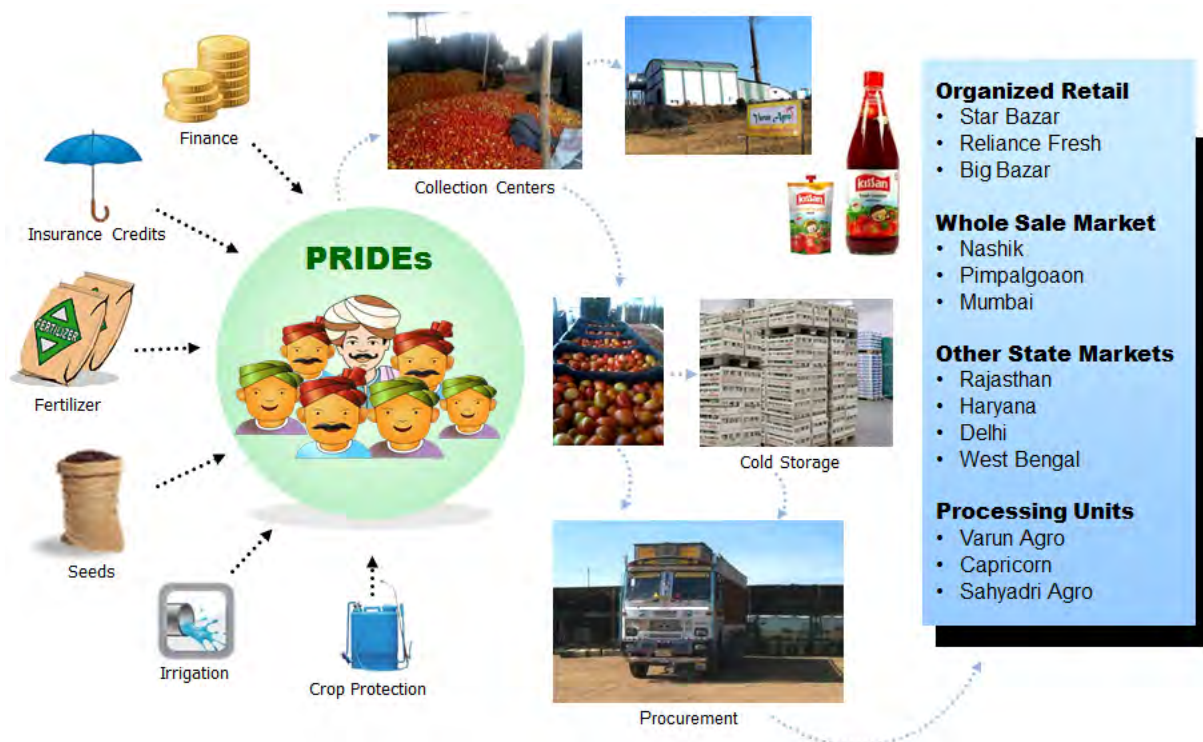 Finance
Insurance Credits
FERTILIZER
Fertilizer
Seeds
Irrigation
Crop Protection
PRIDEs
Collection Centers
Varun Agro
KISSAN
KISSAN
Cold Storage
Procurement
Organized Retail
• Star Bazar
• Reliance Fresh
• Big Bazar
Whole Sale Market
• Nashik
• Pimpalgoaon
• Mumbai
Other State Markets
• Rajasthan
• Haryana
• Delhi
• West Bengal
Processing Units
• Varun Agro
• Capricorn
• Sahyadri Agro